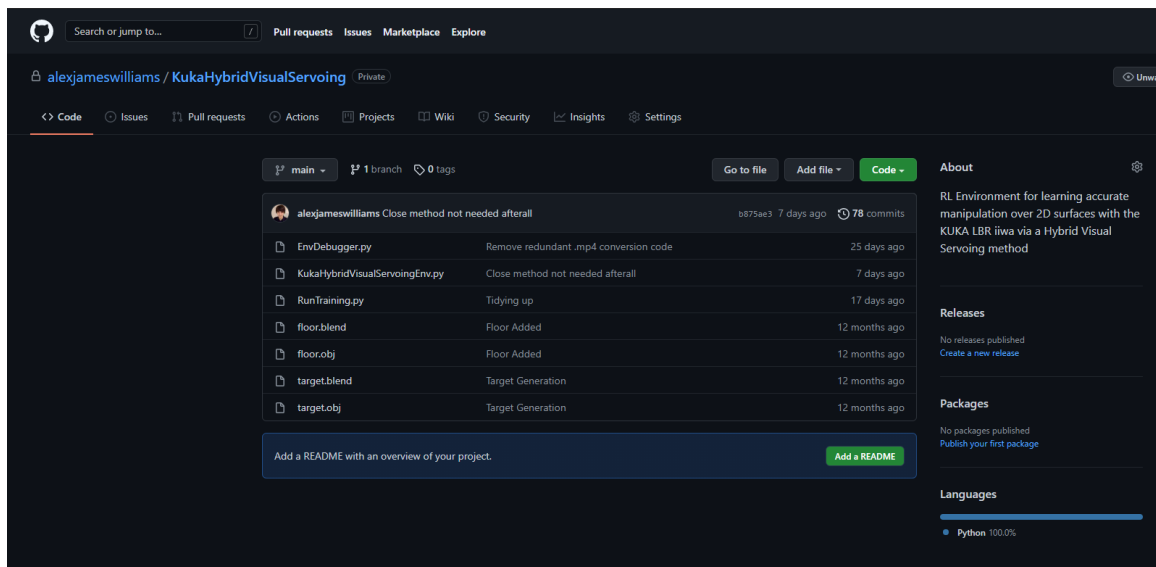 Search or jump to... / Pull requests Issues Marketplace Explore
alexjameswilliams / KukaHybridVisualServoing Private
<> Code Issues Pull requests Actions Projects Wiki Security Insights Settings
main 1 branch 0 tags Go to file Add file Code
alexjameswilliams Close method not needed afterall b875ae3 7 days ago 78 commits
EnvDebugger.py Remove redundant .mp4 conversion code 25 days ago
KukaHybridVisualServoingEnv.py Close method not needed afterall 7 days ago
RunTraining.py Tidying up 17 days ago
floor.blend Floor Added 12 months ago
floor.obj Floor Added 12 months ago
target.blend Target Generation 12 months ago
target.obj Target Generation 12 months ago
Add a README with an overview of your project. Add a README
About
RL Environment for learning accurate
manipulation over 2D surfaces with the
KUKA LBR iiwa via a Hybrid Visual
Servoing method
Releases
No releases published
Create a new release
Packages
No packages published
Publish your first package
Languages
Python 100.0%